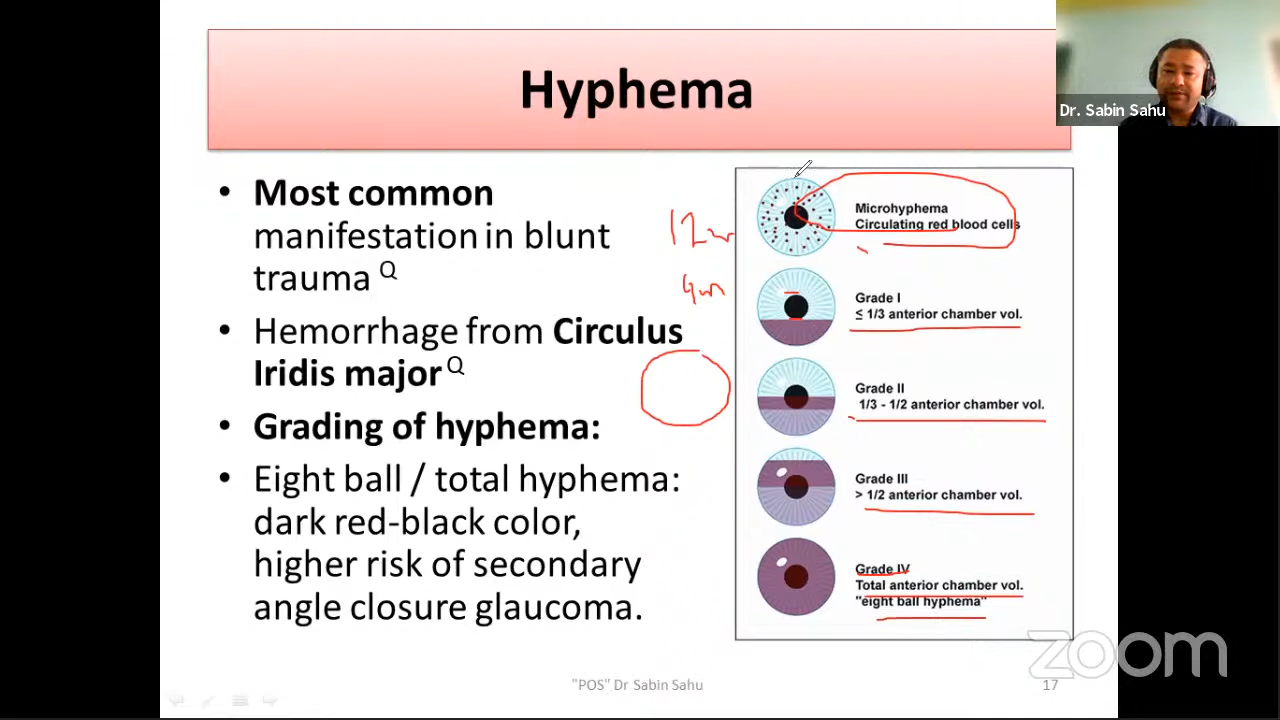 Hyphema
Dr. Sabin Sahu
• Most common
manifestation in blunt
trauma Q
• Hemorrhage from Circulus
Iridis major Q
• Grading of hyphema:
• Eight ball / total hyphema:
dark red-black color,
higher risk of secondary
angle closure glaucoma.
12
Microhyphema
Circulating red blood cells
Grade I
≤ 1/3 anterior chamber vol.
Grade II
1/3 - 1/2 anterior chamber vol.
Grade III
> 1/2 anterior chamber vol.
Grade IV
Total anterior chamber vol.
"eight ball hyphema"
zoom
"POS" Dr Sabin Sahu
17